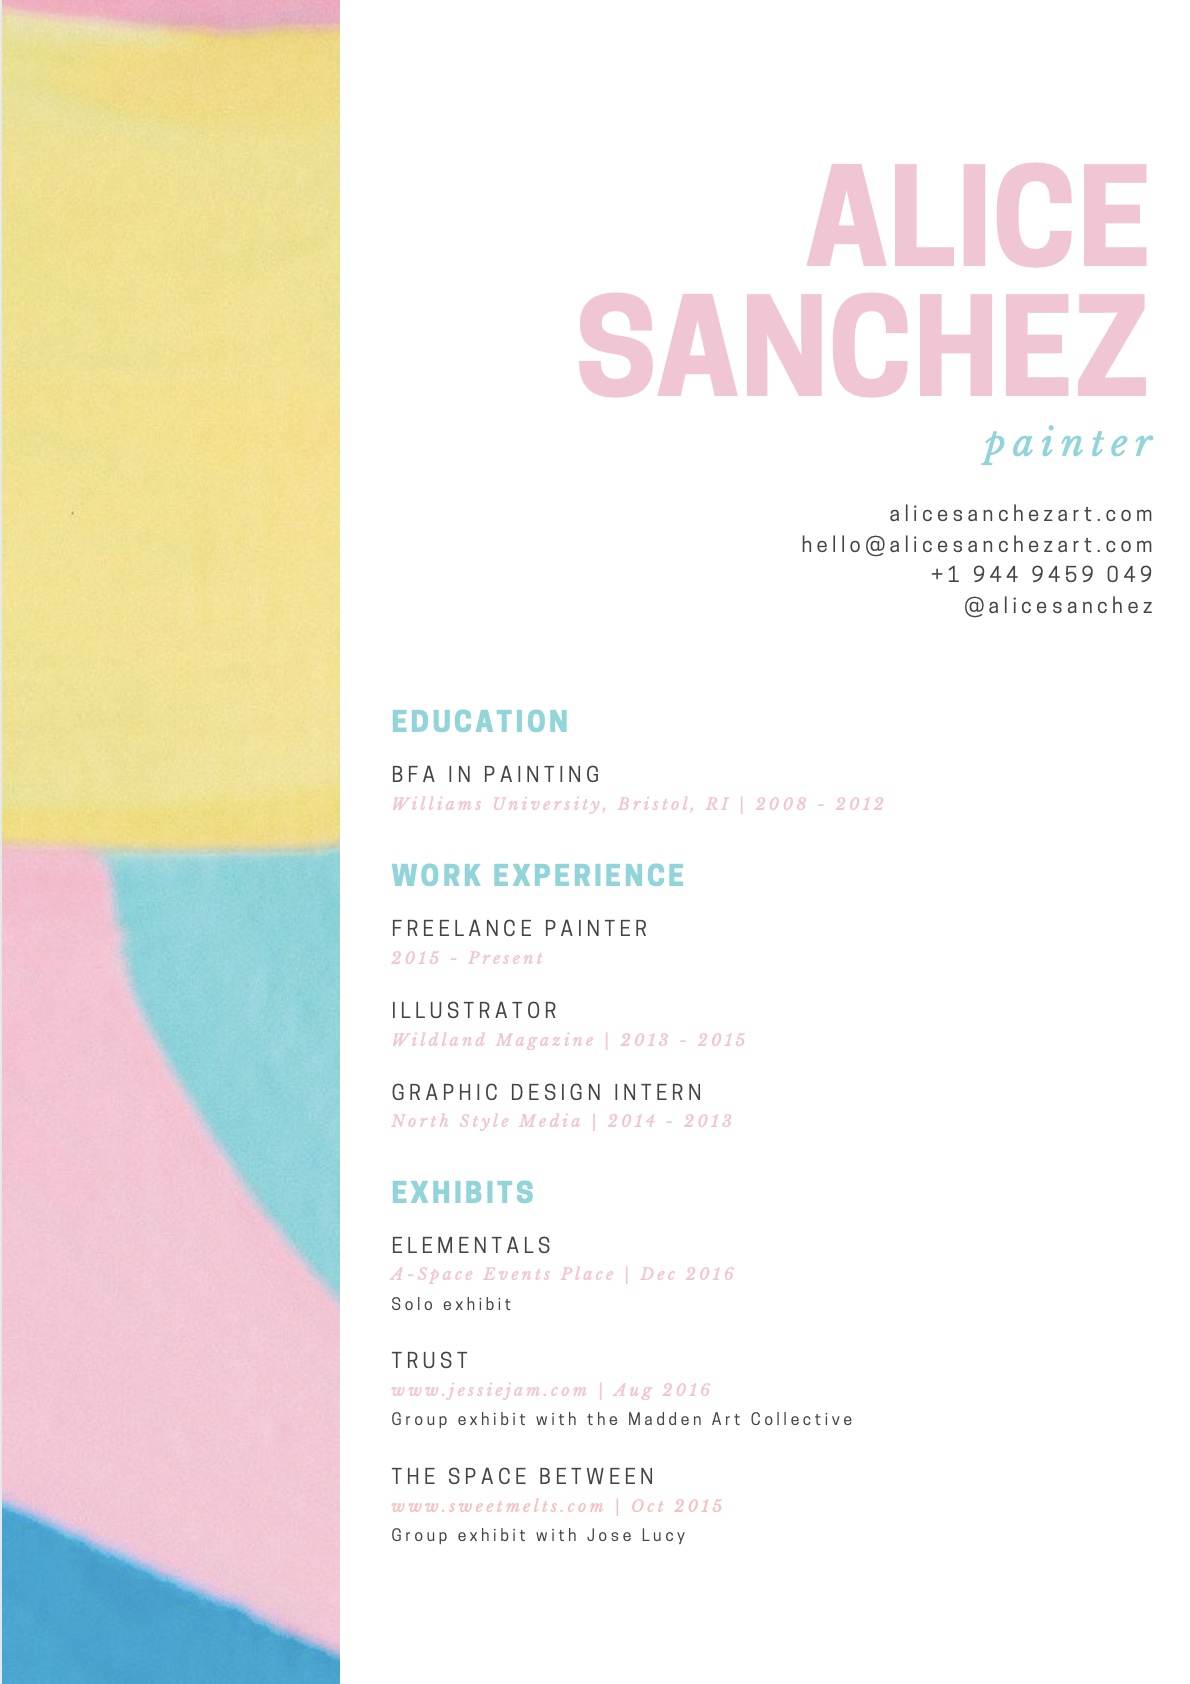 ALICE
SANCHEZ
painter
alicesanchezart.com
hello@alicesanchezart.com
+1 944 9459 049
@alicesanchez
EDUCATION
BFA IN PAINTING
Williams University, Bristol, RI | 2008 - 2012
WORK EXPERIENCE
FREELANCE PAINTER
2015 - Present
ILLUSTRATOR
Wildland Magazine | 2013 - 2015
GRAPHIC DESIGN INTERN
North Style Media | 2014 - 2013
EXHIBITS
ELEMENTALS
A-Space Events Place | Dec 2016
Solo exhibit
TRUST
www.jessiejam.com | Aug 2016
Group exhibit with the Madden Art Collective
THE SPACE BETWEEN
www.sweetmelts.com | Oct 2015
Group exhibit with Jose Lucy